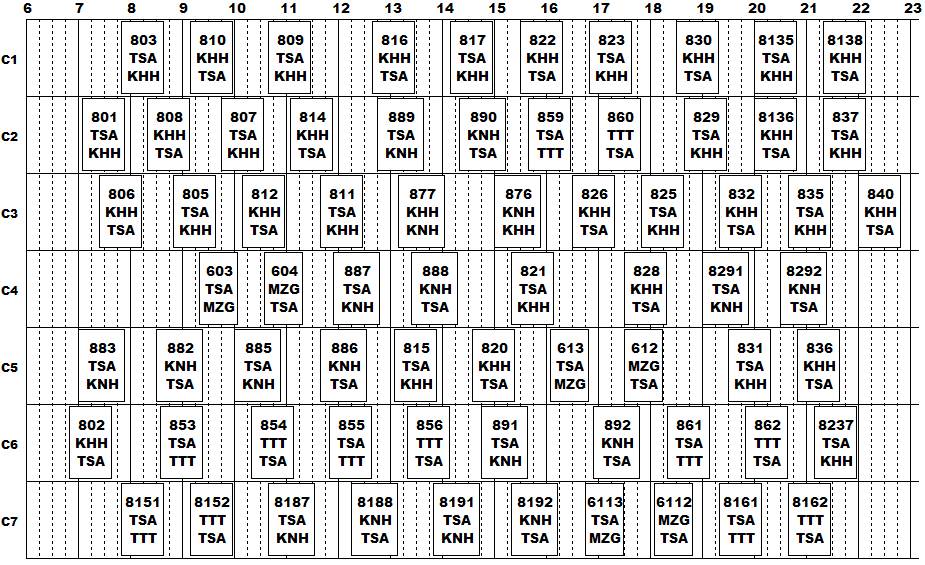 6 7 8 9 10 11 12 13 14 15 16 17 18 19 20 21 22 23
803 810 809 816 817 822 823 830 8135 8138
C1 TSA KHH TSA KHH TSA KHH TSA KHH TSA KHH
KHH TSA KHH TSA KHH TSA KHH TSA KHH TSA
801 808 807 814 889 890 859 860 829 8136 837
C2 TSA KHH TSA KHH TSA KNH TSA TTT TSA KHH TSA
KHH TSA KHH TSA KNH TSA TTT TSA KHH TSA KHH
806 805 812 811 877 876 826 825 832 835 840
C3 KHH TSA KHH TSA KHH KNH KHH TSA KHH TSA KHH
TSA KHH TSA KHH KNH KHH TSA KHH TSA KHH TSA
603 604 887 888 821 828 8291 8292
C4 TSA MZG TSA KNH TSA KHH TSA KNH
MZG TSA KNH TSA KHH TSA KNH TSA
883 882 885 886 815 820 613 612 831 836
C5 TSA KNH TSA KNH TSA KHH TSA MZG TSA KHH
KNH TSA KNH TSA KHH TSA MZG TSA KHH TSA
802 853 854 855 856 891 892 861 862 8237
C6 KHH TSA TTT TSA TTT TSA KNH TSA TTT TSA
TSA TTT TSA TTT TSA KNH TSA TTT TSA KHH
8151 8152 8187 8188 8191 8192 6113 6112 8161 8162
C7 TSA TTT TSA KNH TSA KNH TSA MZG TSA TTT
TTT TSA KNH TSA KNH TSA MZG TSA TTT TSA